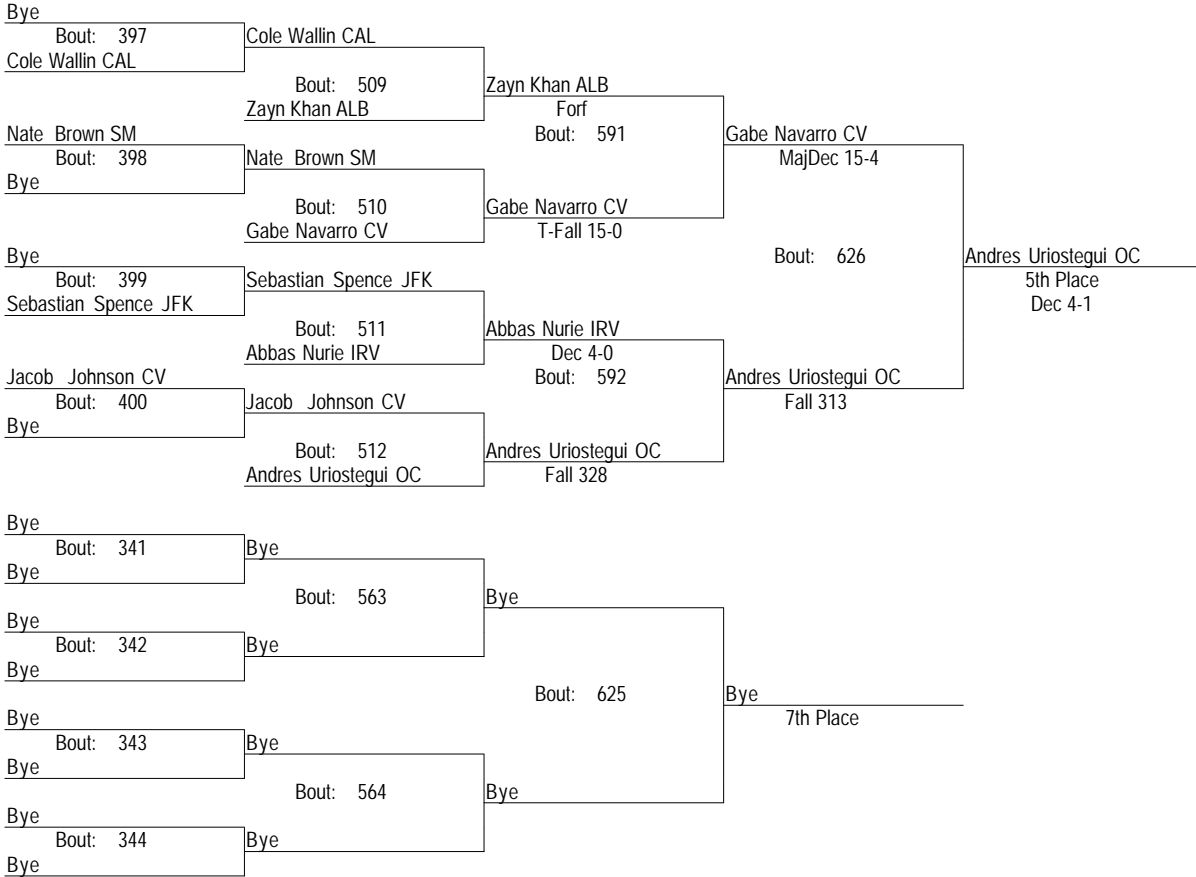 Bye
Bout: 397
Cole Wallin CAL
Cole Wallin CAL
Bout: 509
Zayn Khan ALB
Zayn Khan ALB
Forf
Bout: 591
Nate Brown SM
Bout: 398
Bye
Nate Brown SM
Bout: 510
Gabe Navarro CV
Gabe Navarro CV
T-Fall 15-0
Gabe Navarro CV
MajDec 15-4
Bout: 626
Bye
Bout: 399
Sebastian Spence JFK
Sebastian Spence JFK
Bout: 511
Abbas Nurie IRV
Abbas Nurie IRV
Dec 4-0
Bout: 592
Jacob Johnson CV
Bout: 400
Bye
Jacob Johnson CV
Bout: 512
Andres Uriostegui OC
Andres Uriostegui OC
Fall 328
Andres Uriostegui OC
Fall 313
Andres Uriostegui OC
5th Place
Dec 4-1
Bye
Bout: 341
Bye
Bye
Bout: 563
Bye
Bout: 342
Bye
Bye
Bye
Bout: 625
Bye
Bout: 343
Bye
Bye
Bout: 564
Bye
Bout: 344
Bye
Bye
Bye
Bye
7th Place